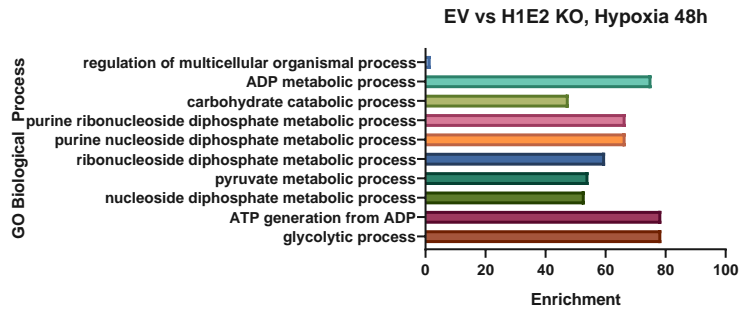 EV vs H1E2 KO, Hypoxia 48h
GO Biological Process
regulation of multicellular organismal process
ADP metabolic process
carbohydrate catabolic process
purine ribonucleoside diphosphate metabolic process
purine nucleoside diphosphate metabolic process
ribonucleoside diphosphate metabolic process
pyruvate metabolic process
nucleoside diphosphate metabolic process
ATP generation from ADP
glycolytic process
0 20 40 60 80 100
Enrichment